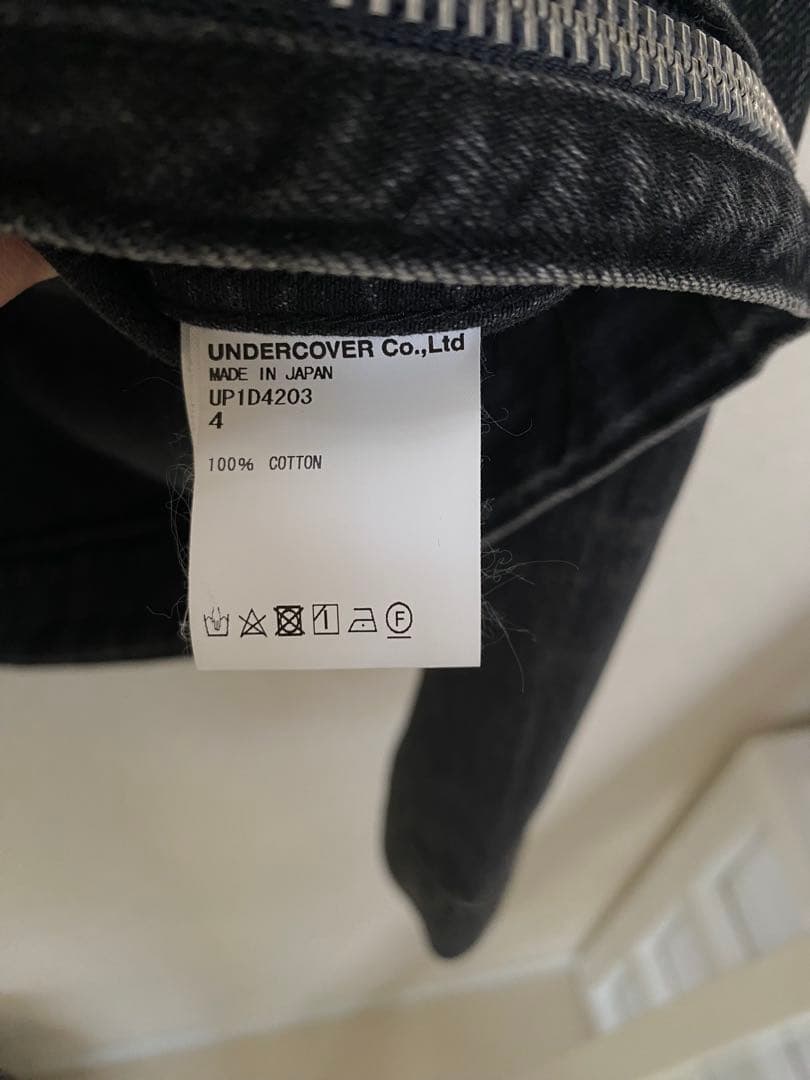 UNDERCOVER Co.,Ltd
MADE IN JAPAN
UP1D4203
4
100% COTTON
F